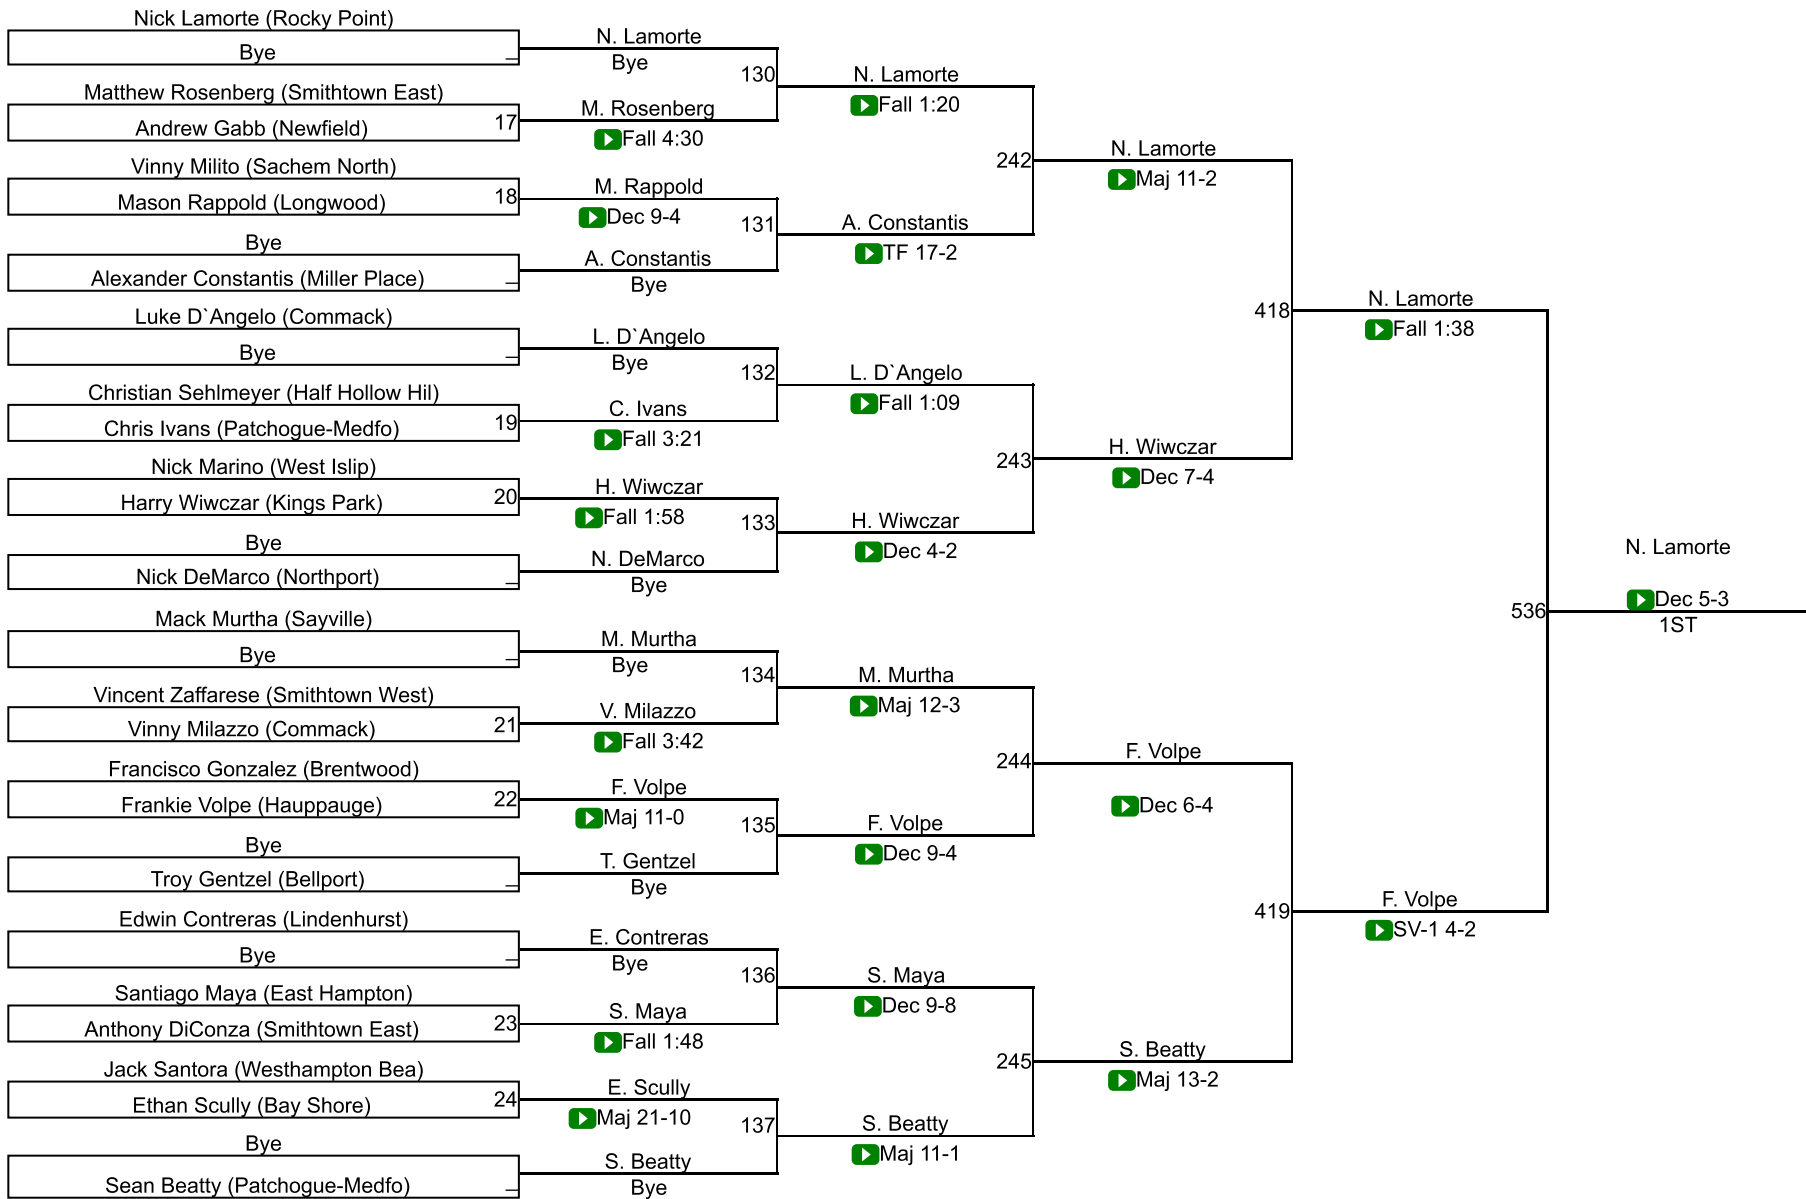 Nick Lamorte (Rocky Point)
Bye _
Matthew Rosenberg (Smithtown East)
Andrew Gabb (Newfield) 17
Vinny Milito (Sachem North)
Mason Rappold (Longwood) 18
Bye
Alexander Constantis (Miller Place) _
Luke D`Angelo (Commack)
Bye _
Christian Sehlmeyer (Half Hollow Hil)
Chris Ivans (Patchogue-Medfo) 19
Nick Marino (West Islip)
Harry Wiwczar (Kings Park) 20
Bye
Nick DeMarco (Northport) _
Mack Murtha (Sayville)
Bye _
Vincent Zaffarese (Smithtown West)
Vinny Milazzo (Commack) 21
Francisco Gonzalez (Brentwood)
Frankie Volpe (Hauppauge) 22
Bye
Troy Gentzel (Bellport) _
Edwin Contreras (Lindenhurst)
Bye _
Santiago Maya (East Hampton)
Anthony DiConza (Smithtown East) 23
Jack Santora (Westhampton Bea)
Ethan Scully (Bay Shore) 24
Bye
Sean Beatty (Patchogue-Medfo) _
N. Lamorte
Bye
130
M. Rosenberg
Fall 4:30
M. Rappold
Dec 9-4
131
A. Constantis
Bye
L. D`Angelo
Bye
132
C. Ivans
Fall 3:21
H. Wiwczar
Fall 1:58
133
N. DeMarco
Bye
M. Murtha
Bye
134
V. Milazzo
Fall 3:42
F. Volpe
Maj 11-0
135
T. Gentzel
Bye
E. Contreras
Bye
136
S. Maya
Fall 1:48
E. Scully
Maj 21-10
137
S. Beatty
Bye
N. Lamorte
Fall 1:20
242
A. Constantis
TF 17-2
L. D`Angelo
Fall 1:09
243
H. Wiwczar
Dec 4-2
M. Murtha
Maj 12-3
244
F. Volpe
Dec 9-4
S. Maya
Dec 9-8
245
S. Beatty
Maj 11-1
N. Lamorte
Maj 11-2
418
H. Wiwczar
Dec 7-4
F. Volpe
Dec 6-4
419
S. Beatty
Maj 13-2
N. Lamorte
Fall 1:38
536
F. Volpe
SV-1 4-2
N. Lamorte
Dec 5-3
1ST